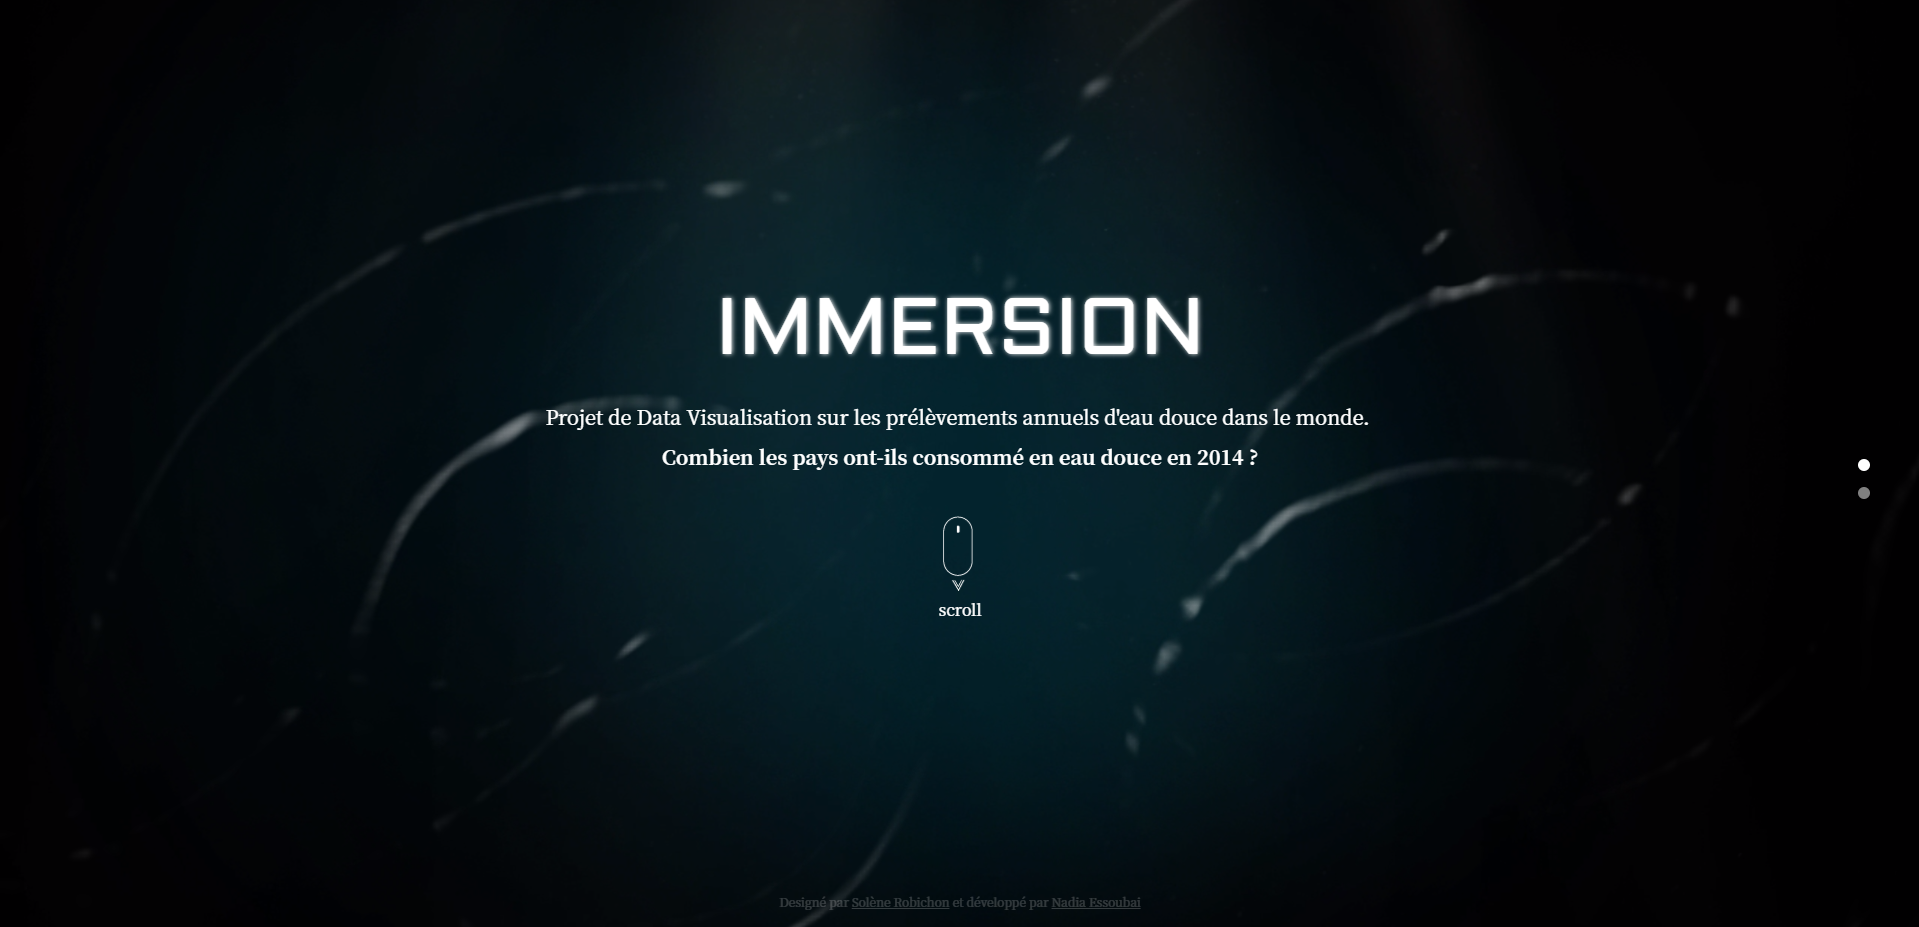 IMMERSION
Projet de Data Visualisation sur les prélèvements annuels d'eau douce dans le monde.
Combien les pays ont-ils consommé en eau douce en 2014 ?
scroll
Designé par Solène Robichon et développé par Nadia Essoubai